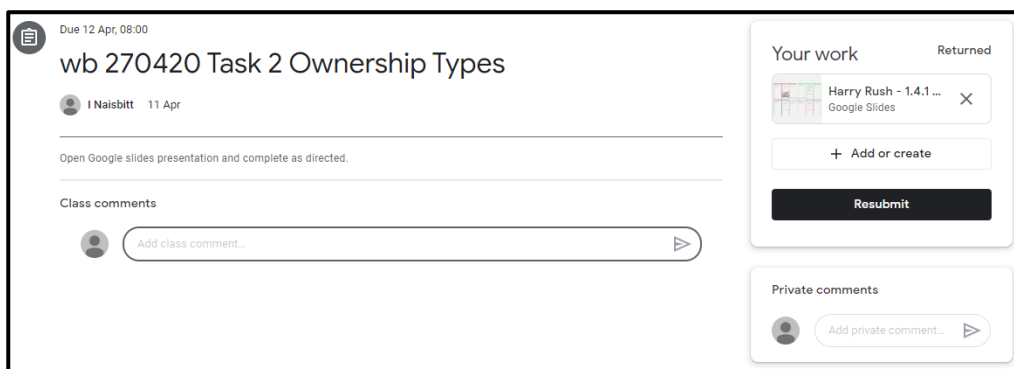 Due 12 Apr, 08:00
wb 270420 Task 2 Ownership Types
I Naisbitt 11 Apr
Open Google slides presentation and complete as directed.
Class comments
Add class comment...
Your work Returned
Harry Rush - 1.4.1 ...
Google Slides
+ Add or create
Resubmit
Private comments
Add private comment...